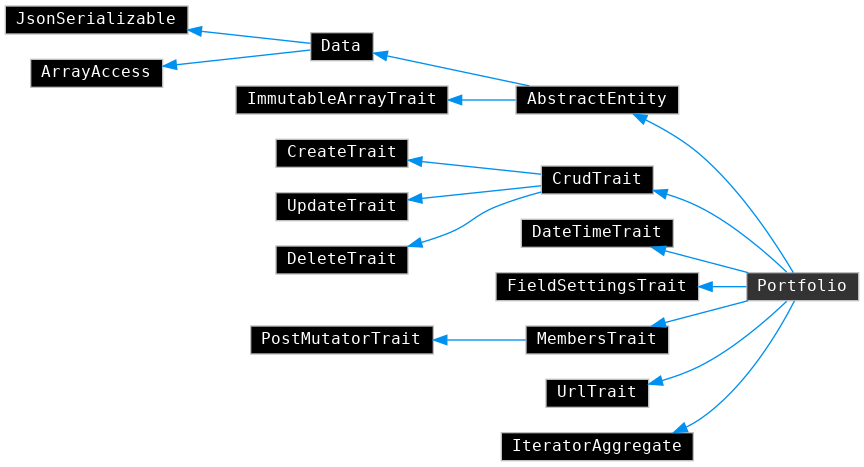 JsonSerializable
Data
ArrayAccess
ImmutableArrayTrait
AbstractEntity
CreateTrait
CrudTrait
UpdateTrait
DateTimeTrait
DeleteTrait
FieldSettingsTrait
Portfolio
PostMutatorTrait
MembersTrait
UrlTrait
IteratorAggregate